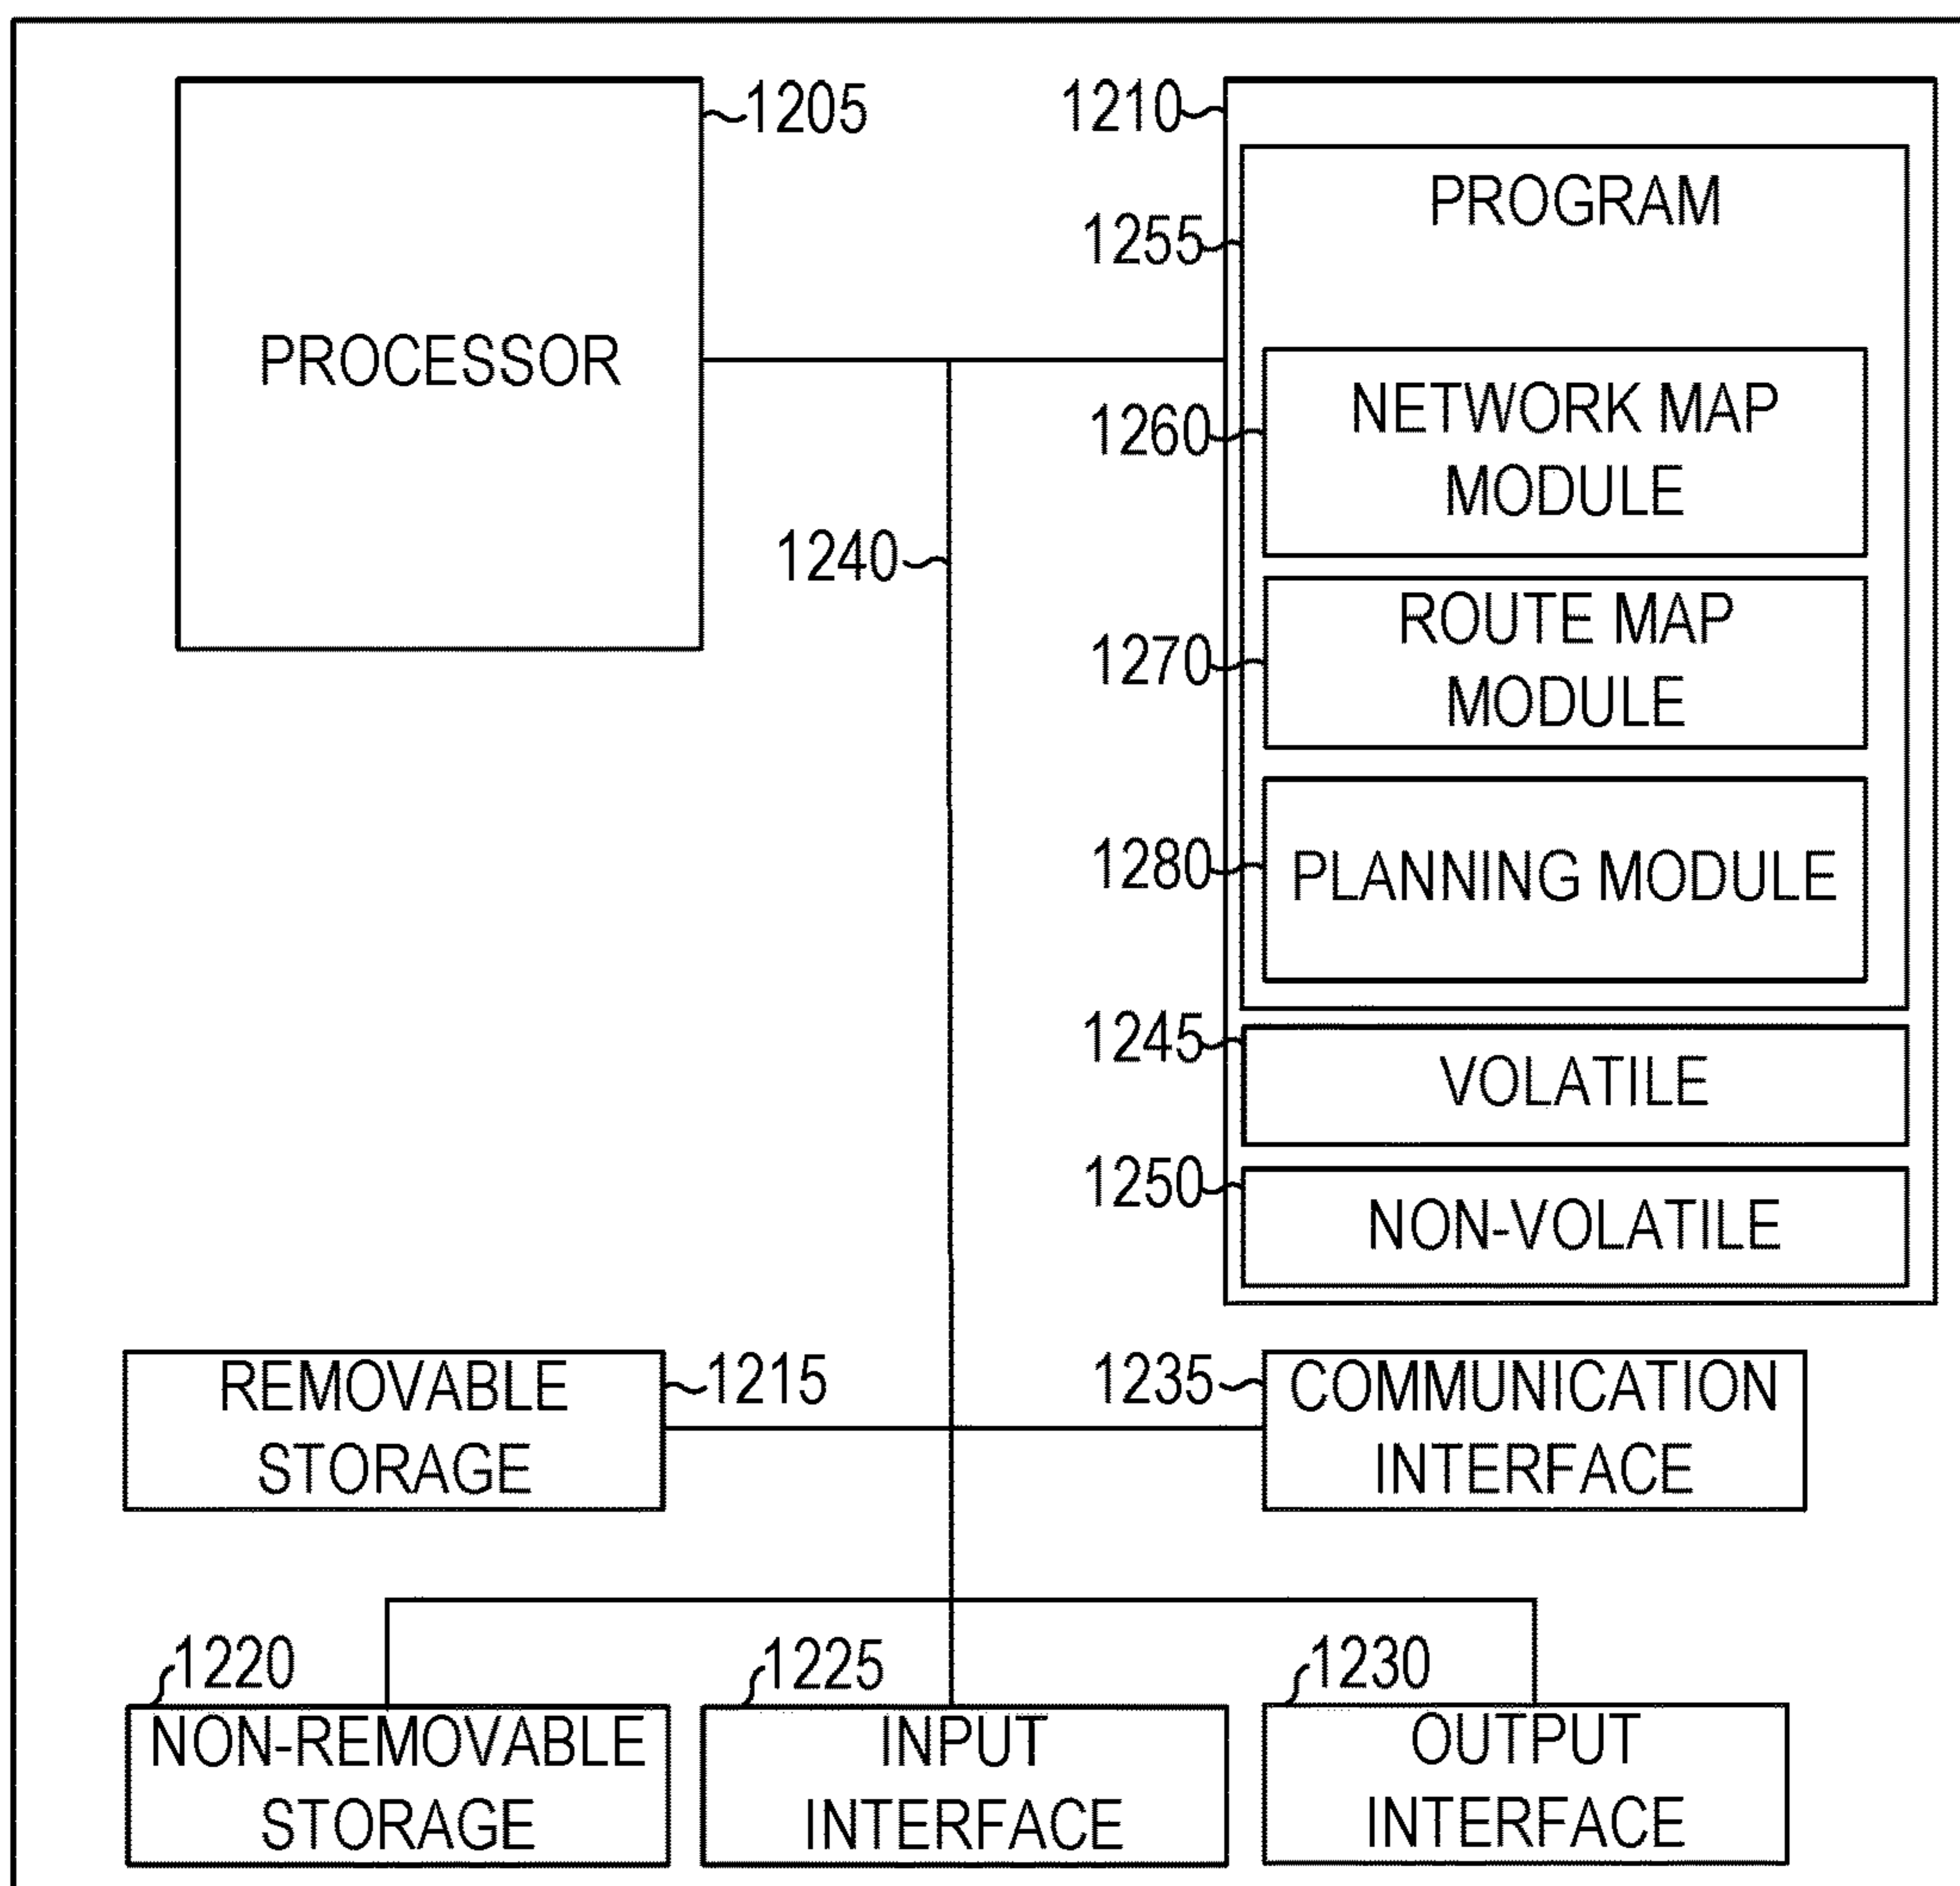 PROCESSOR
1205
1210
1255
PROGRAM
1260
NETWORK MAP
MODULE
1240
1270
ROUTE MAP
MODULE
1280
PLANNING MODULE
1245
VOLATILE
1250
NON-VOLATILE
REMOVABLE
STORAGE
1215
1235
COMMUNICATION
INTERFACE
1220
NON-REMOVABLE
STORAGE
1225
INPUT
INTERFACE
1230
OUTPUT
INTERFACE